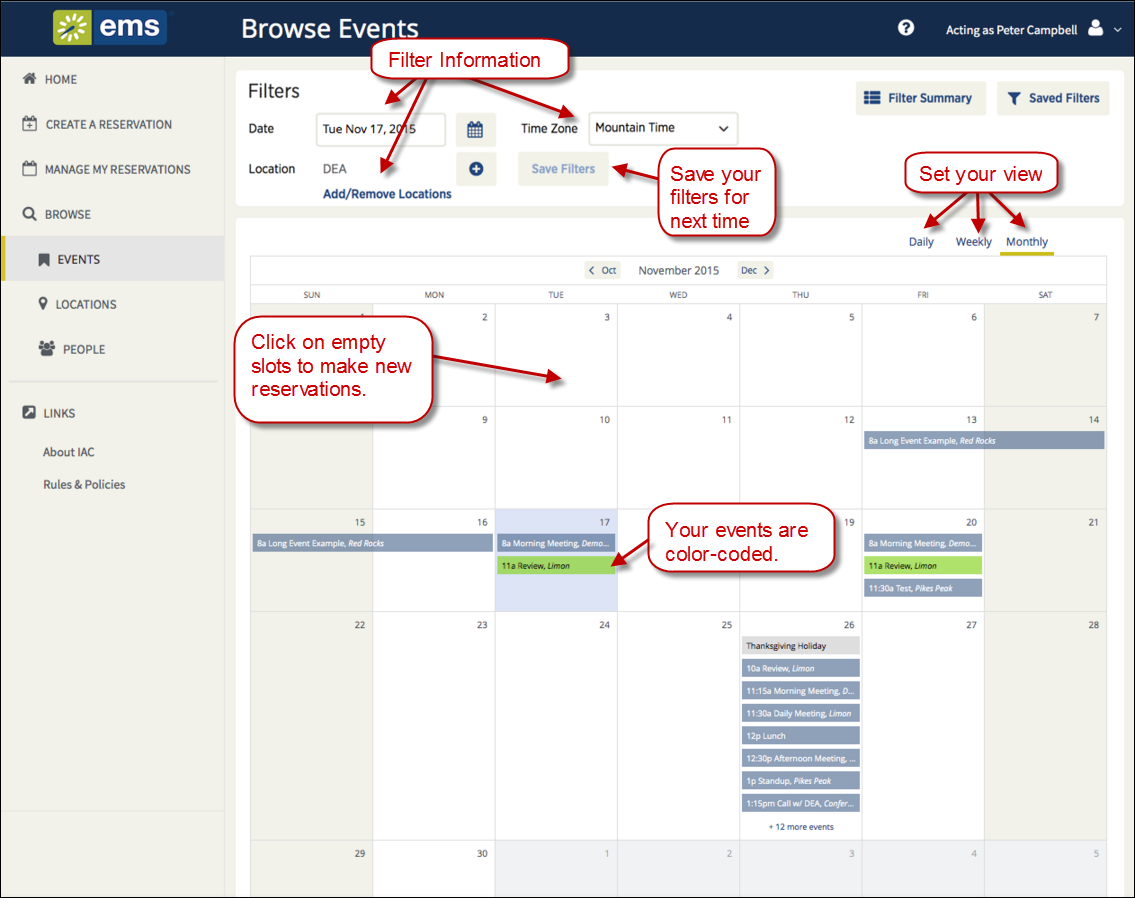 ems
Browse Events
Acting as Peter Campbell
HOME
CREATE A RESERVATION
MANAGE MY RESERVATIONS
BROWSE
EVENTS
LOCATIONS
PEOPLE
LINKS
About IAC
Rules & Policies
Filter Information
Filters
Filter Summary
Saved Filters
Date
Tue Nov 17, 2015
Time Zone
Mountain Time
Location
DEA
Save Filters
Add/Remove Locations
Save your
filters for
next time
Set your view
Daily Weekly Monthly
Oct November 2015 Dec
SUN MON TUE WED THU FRI SAT
2 3 4 5 6 7
Click on empty
slots to make new
reservations.
9 10 11 12 13 14
8a Long Event Example, Red Rocks
15 16 17 19 20 21
8a Long Event Example, Red Rocks
8a Morning Meeting, Demo...
11a Review, Limon
Your events are
color-coded.
8a Morning Meeting, Demo...
11a Review, Limon
11:30a Test, Pikes Peak
22 23 24 25 26 27 28
Thanksgiving Holiday
10a Review, Limon
11:15a Morning Meeting, D...
11:30a Daily Meeting, Limon
12p Lunch
12:30p Afternoon Meeting, ...
1p Standup, Pikes Peak
1:15pm Call w/ DEA, Confer...
+ 12 more events
29 30 1 2 3 4 5